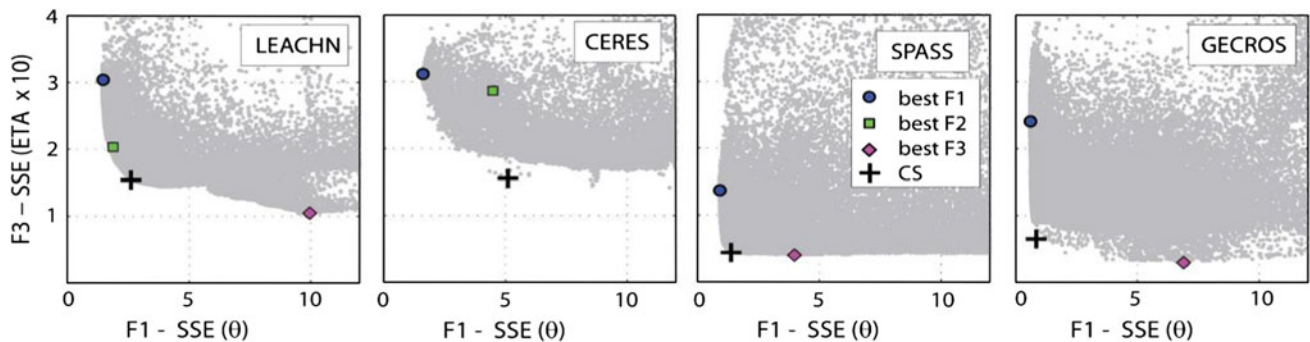 F3 – SSE (ETA x 10)
4
3
2
1
LEACHN
0 5 10
F1 - SSE (θ)
CERES
0 5 10
F1 - SSE (θ)
SPASS
best F1
best F2
best F3
CS
0 5 10
F1 - SSE (θ)
GECROS
0 5 10
F1 - SSE (θ)